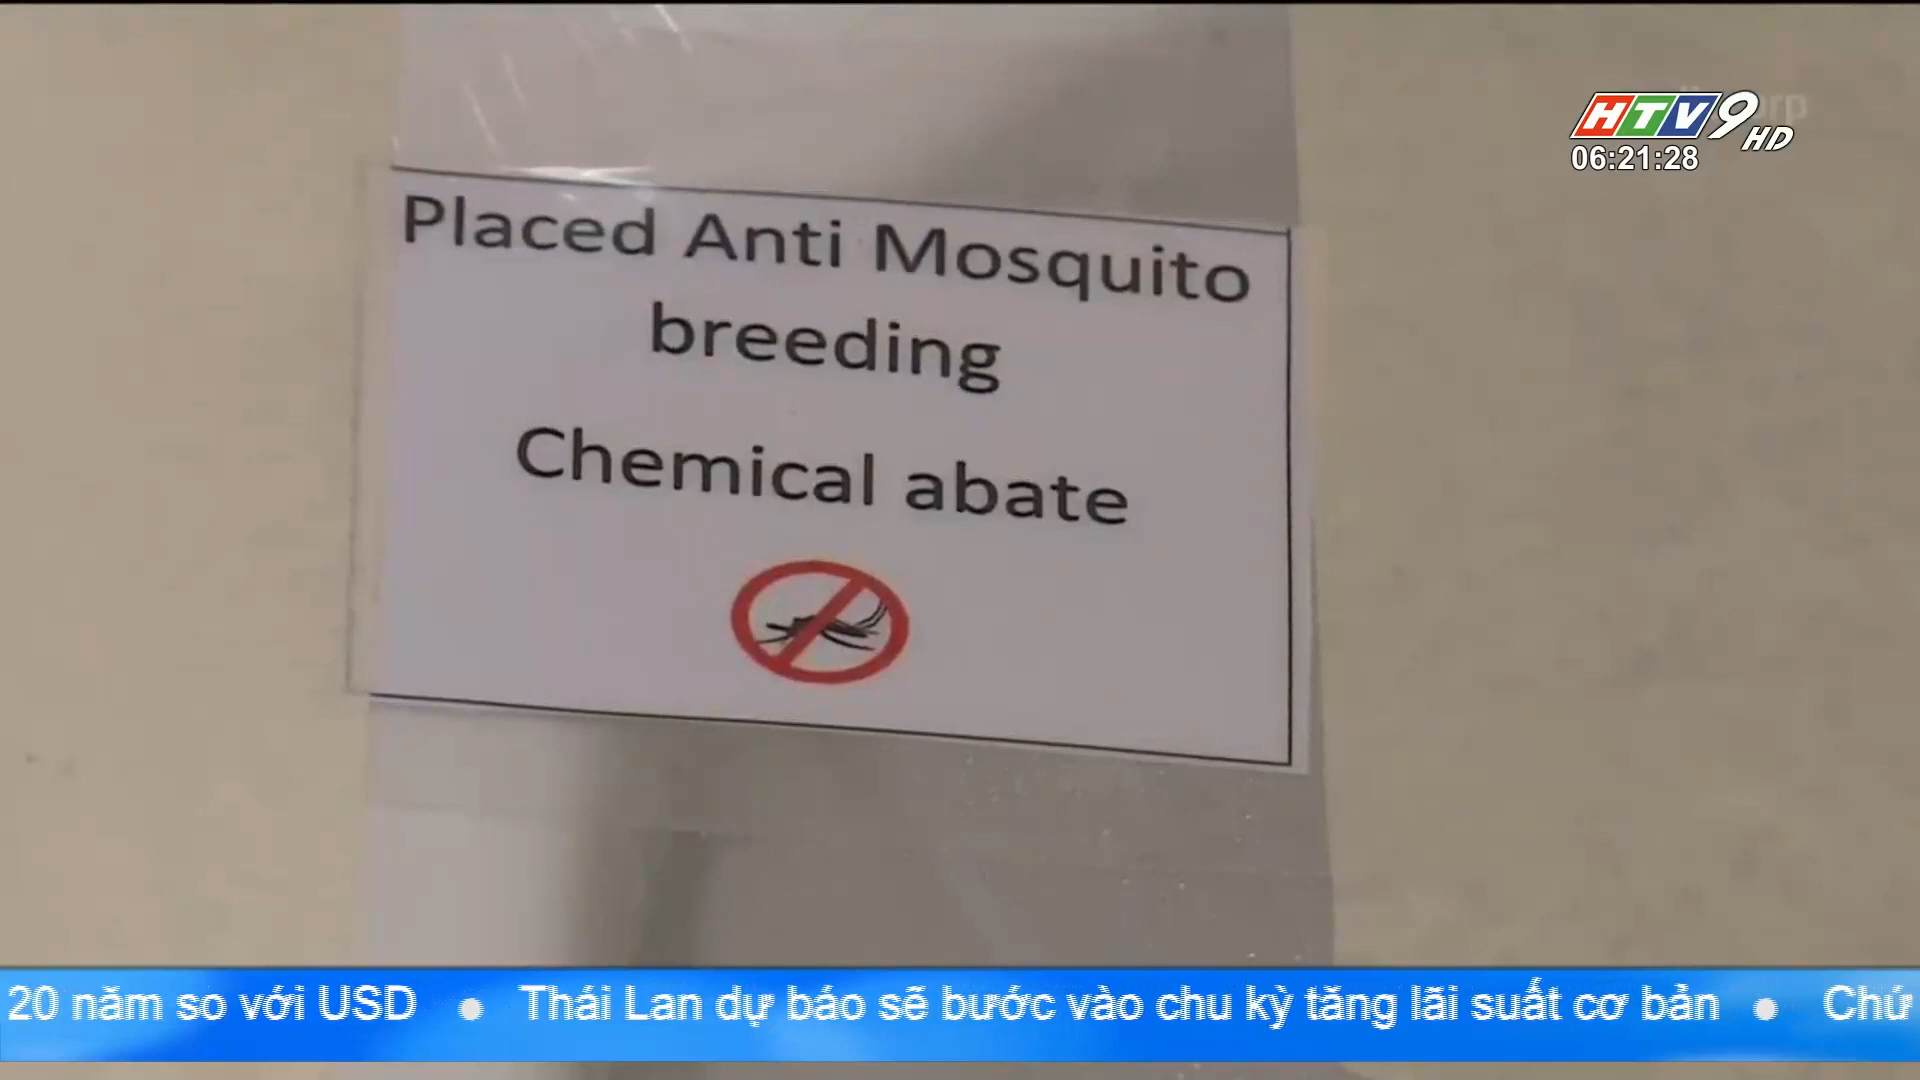 HTV9 HD
06:21:28
Placed Anti Mosquito
breeding
Chemical abate
20 năm so với USD ● Thái Lan dự báo sẽ bước vào chu kỳ tăng lãi suất cơ bản ● Chứ